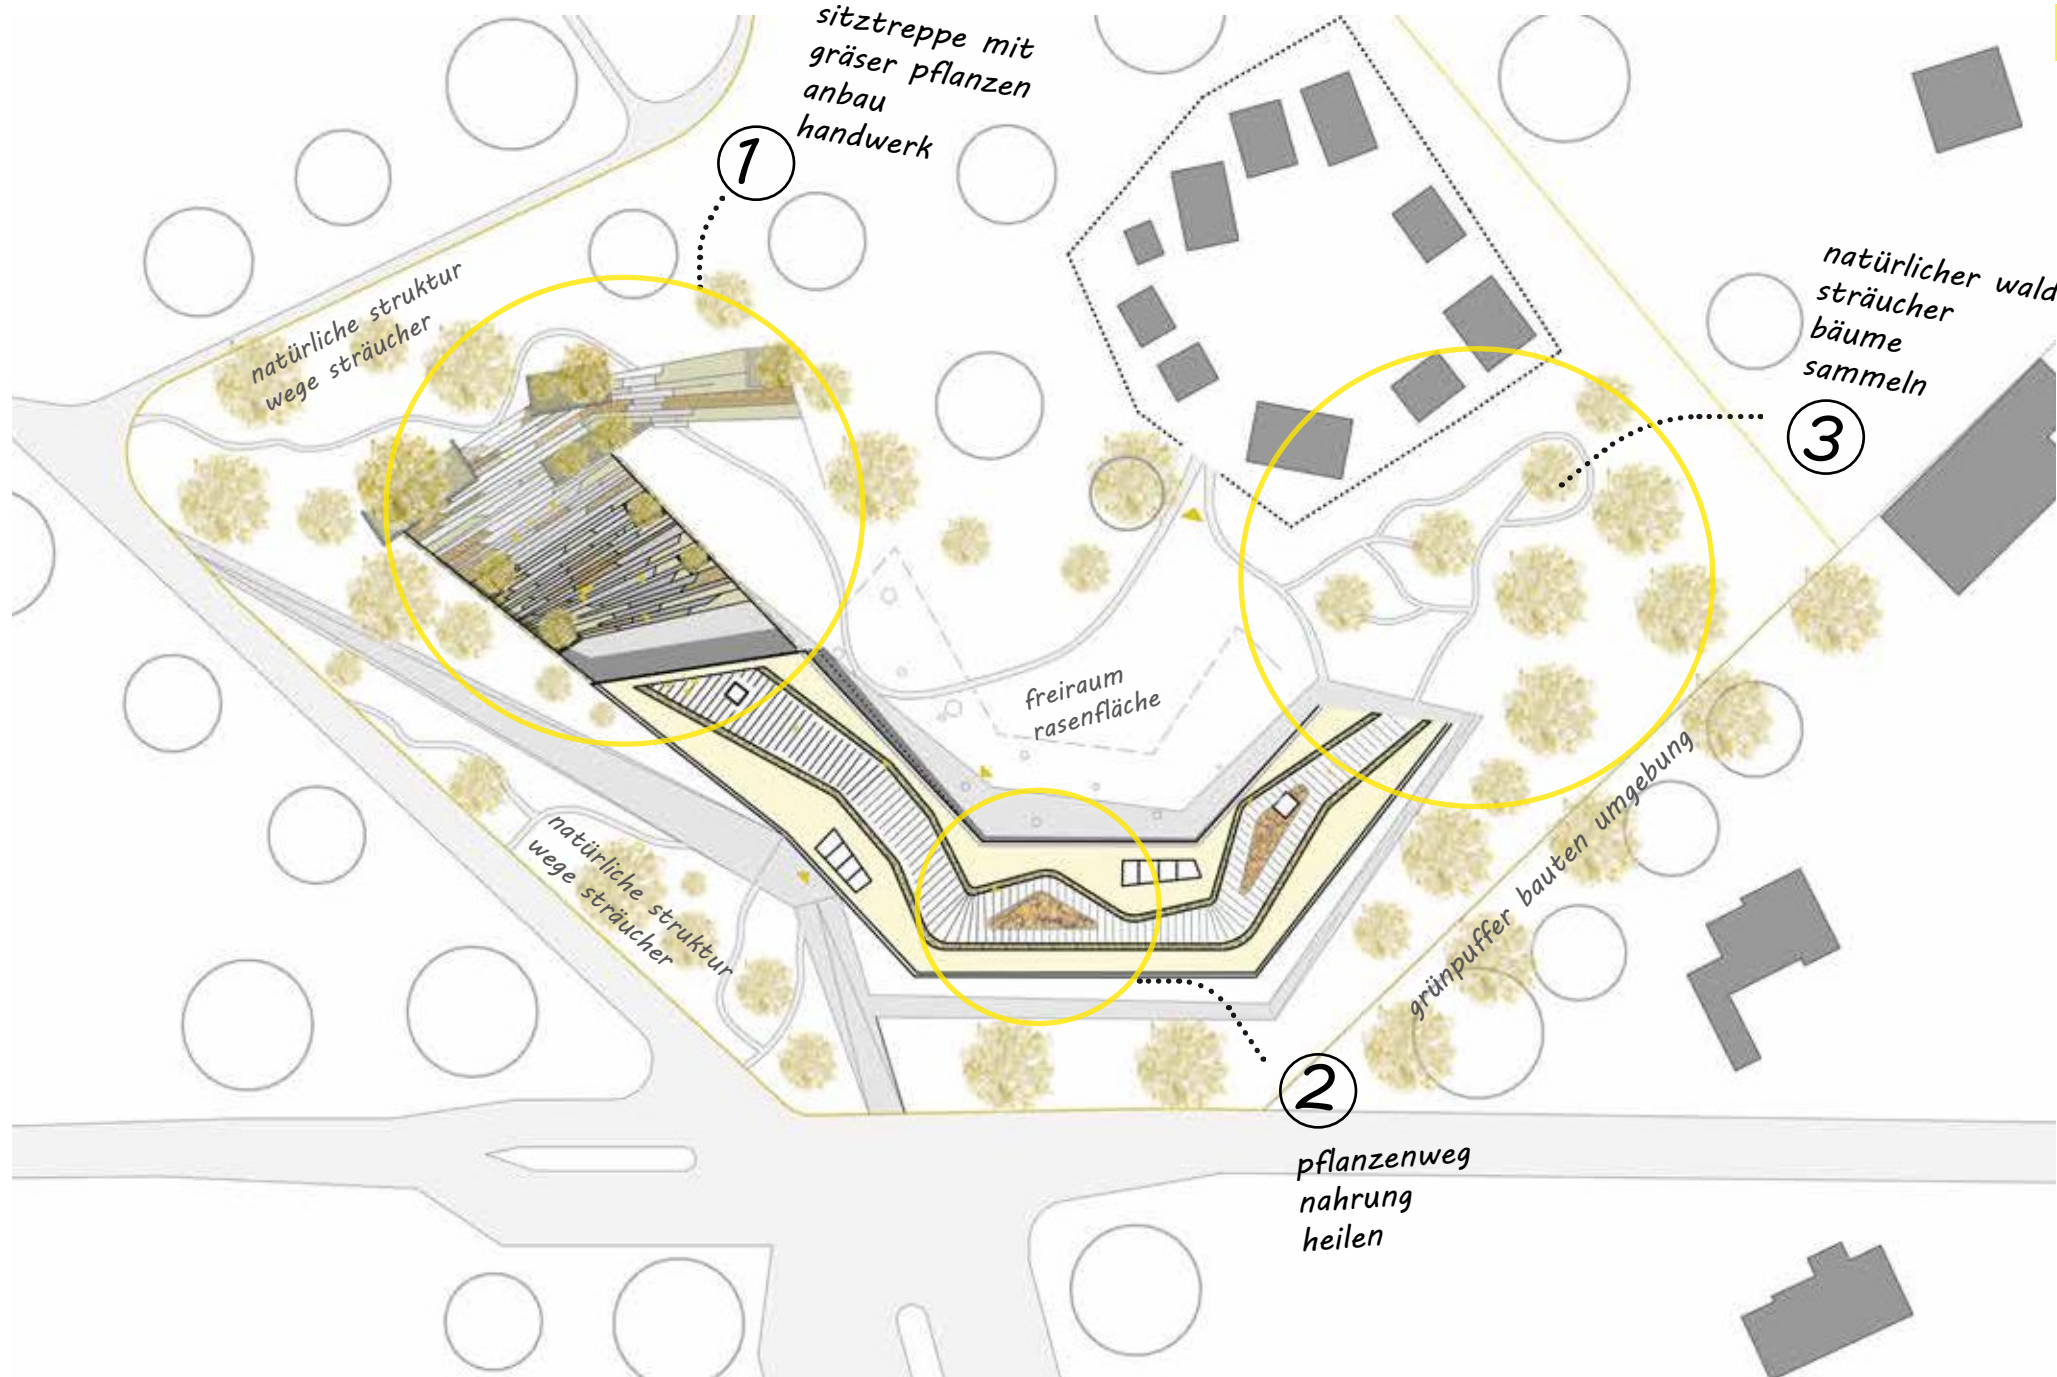 sitztreppe mit
gräser pflanzen
anbau
handwerk
1
natürliche struktur
wege sträucher
natürlicher wald
sträucher
bäume
sammeln
3
freiraum
rasenfläche
natürliche struktur
wege sträucher
grünpuffer bauten umgebung
2
pflanzenweg
nahrung
heilen